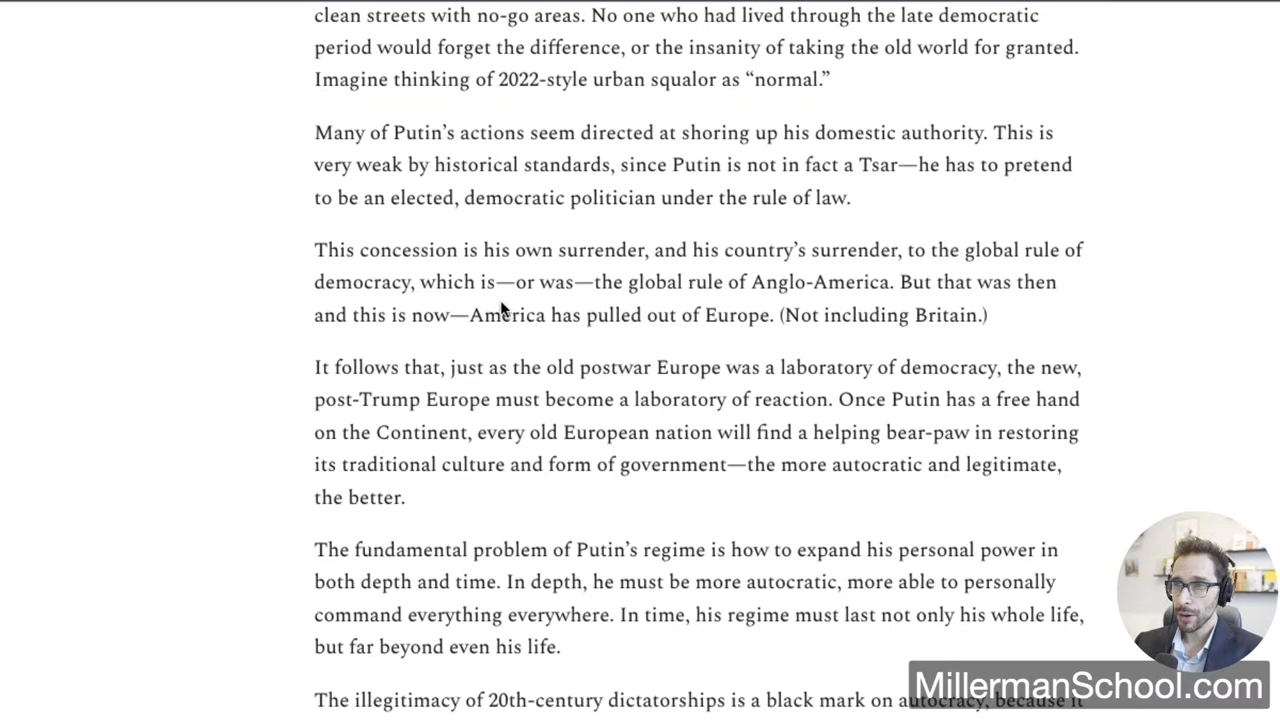 clean streets with no-go areas. No one who had lived through the late democratic
period would forget the difference, or the insanity of taking the old world for granted.
Imagine thinking of 2022-style urban squalor as “normal.”
Many of Putin’s actions seem directed at shoring up his domestic authority. This is
very weak by historical standards, since Putin is not in fact a Tsar—he has to pretend
to be an elected, democratic politician under the rule of law.
This concession is his own surrender, and his country’s surrender, to the global rule of
democracy, which is—or was—the global rule of Anglo-America. But that was then
and this is now—America has pulled out of Europe. (Not including Britain.)
It follows that, just as the old postwar Europe was a laboratory of democracy, the new,
post-Trump Europe must become a laboratory of reaction. Once Putin has a free hand
on the Continent, every old European nation will find a helping bear-paw in restoring
its traditional culture and form of government—the more autocratic and legitimate,
the better.
The fundamental problem of Putin’s regime is how to expand his personal power in
both depth and time. In depth, he must be more autocratic, more able to personally
command everything everywhere. In time, his regime must last not only his whole life,
but far beyond even his life.
The illegitimacy of 20th-century dictatorships is a black mark on autocracy, because it
MillermanSchool.com